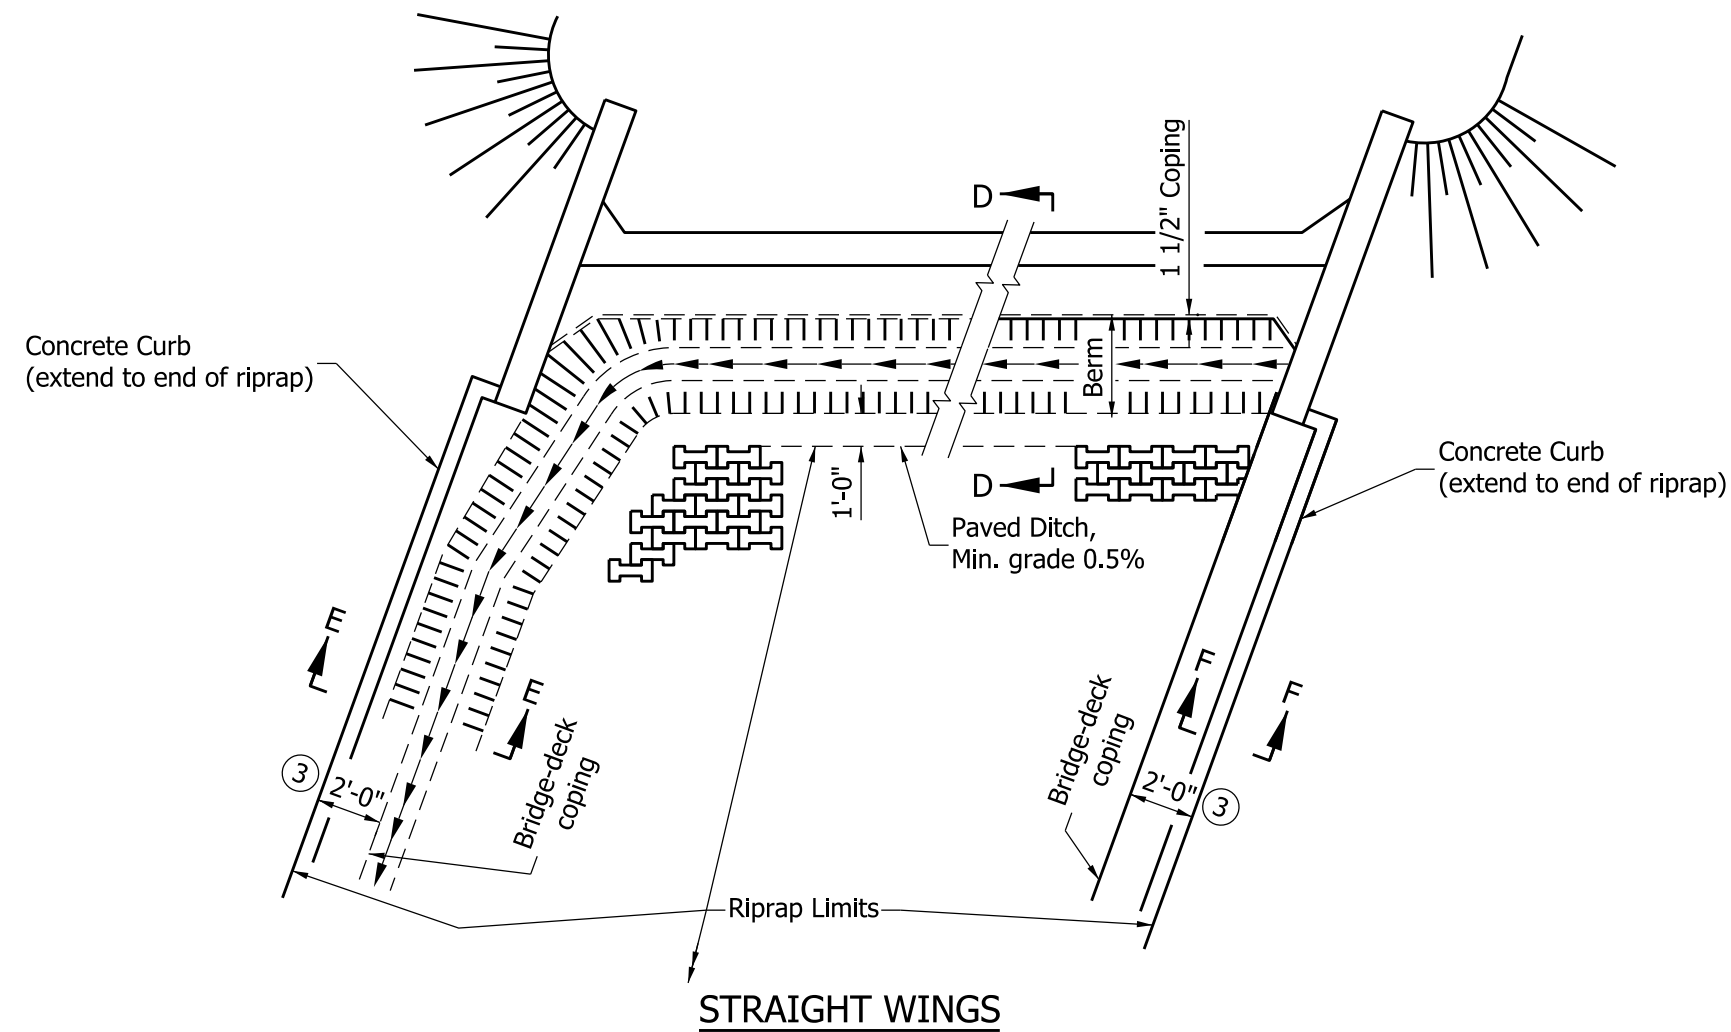 D
1 1/2" Coping
Concrete Curb
(extend to end of riprap)
Berm
Concrete Curb
(extend to end of riprap)
D
1'-0"
Paved Ditch,
Min. grade 0.5%
E
E
F
F
Bridge-deck
coping
Bridge-deck
coping
3
2'-0"
2'-0"
3
Riprap Limits
STRAIGHT WINGS